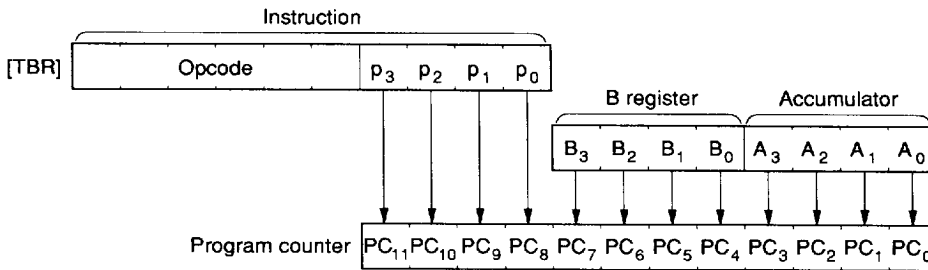 Instruction
[TBR] Opcode p3 p2 p1 p0
B register Accumulator
B3 B2 B1 B0 A3 A2 A1 A0
Program counter PC11 PC10 PC9 PC8 PC7 PC6 PC5 PC4 PC3 PC2 PC1 PC0